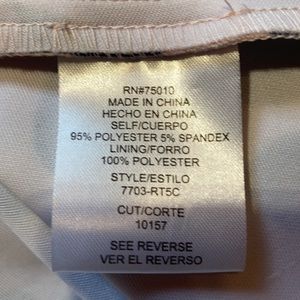 RN#75010
MADE IN CHINA
HECHO EN CHINA
SELF/CUERPO
95% POLYESTER 5% SPANDEX
LINING/FORRO
100% POLYESTER
STYLE/ESTILO
7703-RT5C
CUT/CORTE
10157
SEE REVERSE
VER EL REVERSO